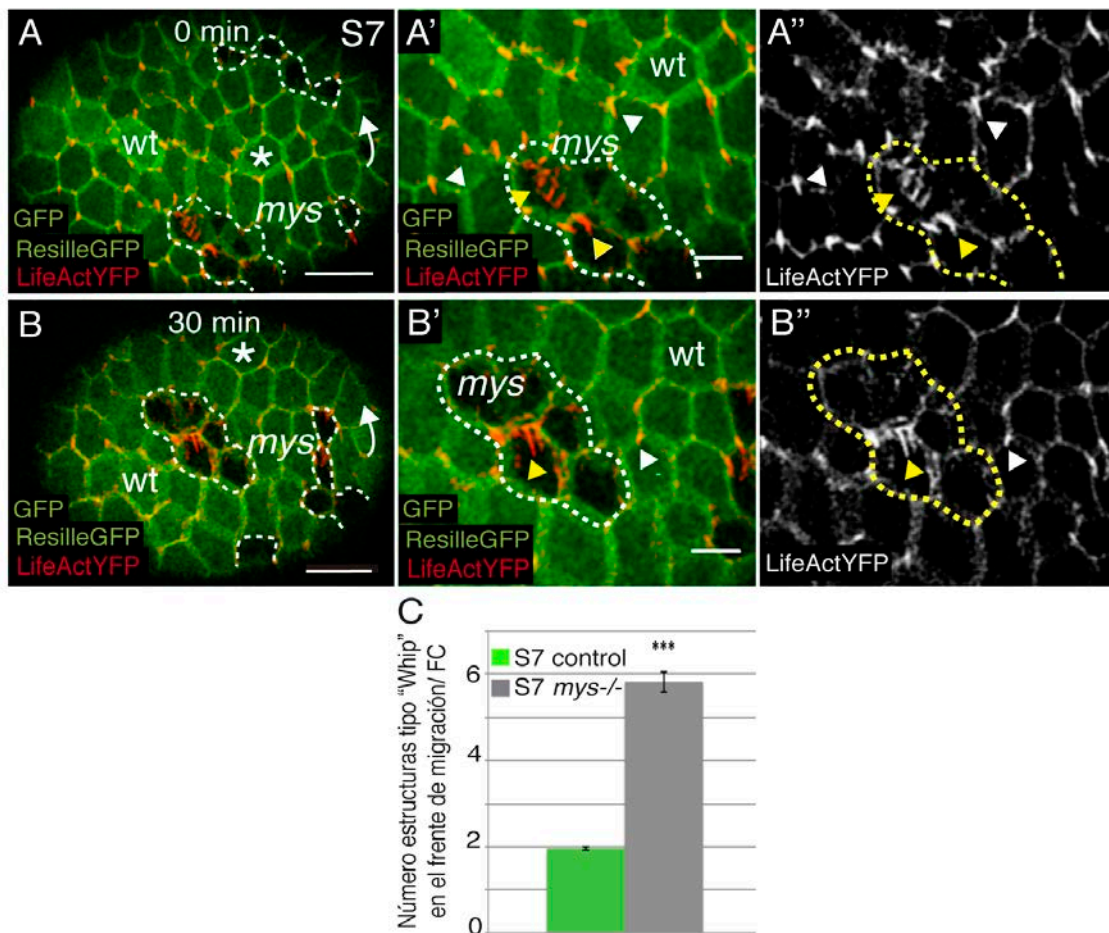 A
0 min
S7
wt
*
mys
GFP
ResilleGFP
LifeActYFP
A'
wt
mys
GFP
ResilleGFP
LifeActYFP
A''
LifeActYFP
B
30 min
*
mys
wt
GFP
ResilleGFP
LifeActYFP
B'
wt
mys
GFP
ResilleGFP
LifeActYFP
B''
LifeActYFP
C
Número estructuras tipo “Whip”
en el frente de migración/ FC
S7 control
S7 mys-/-
***
6
4
2
0